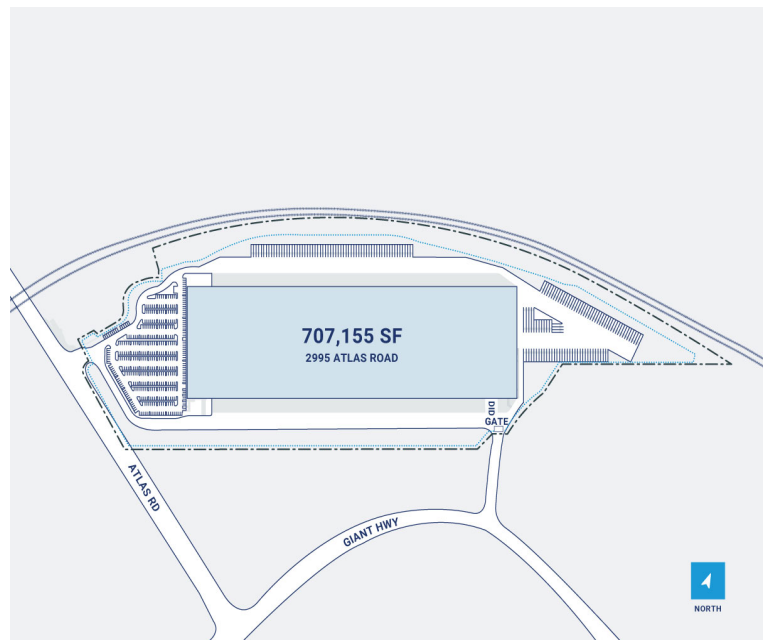 707,155 SF
2995 ATLAS ROAD
DID
GATE
ATLAS RD
GIANT HWY
NORTH